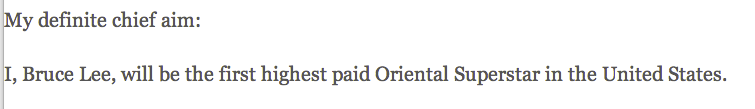 My definite chief aim:
I, Bruce Lee, will be the first highest paid Oriental Superstar in the United States.